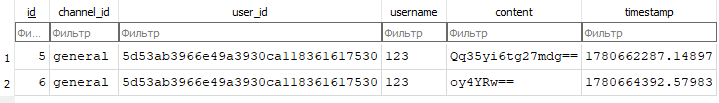 id channel_id user_id username content timestamp
Фи... Фильтр Фильтр Фильтр Фильтр Фильтр
1 5 general 5d53ab3966e49a3930ca118361617530 123 Qq35yi6tg27mdg== 1780662287.14897
2 6 general 5d53ab3966e49a3930ca118361617530 123 oy4YRw== 1780664392.57983